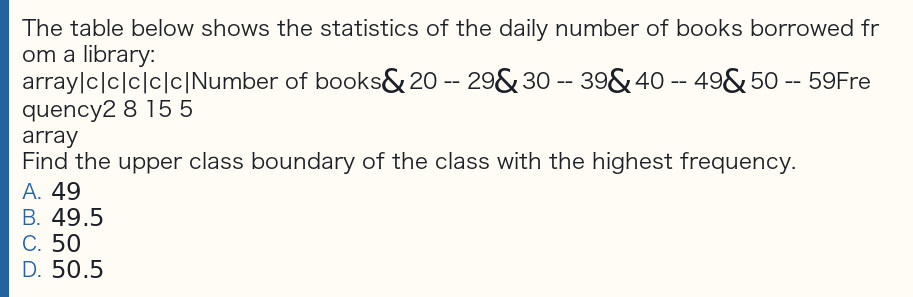 The table below shows the statistics of the daily number of books borrowed fr
om a library:
array|c|c|c|c|c|Number of books& 20 -- 29& 30 -- 39& 40 -- 49& 50 -- 59Fre
quency2 8 15 5
array
Find the upper class boundary of the class with the highest frequency.
A. 49
B. 49.5
C. 50
D. 50.5